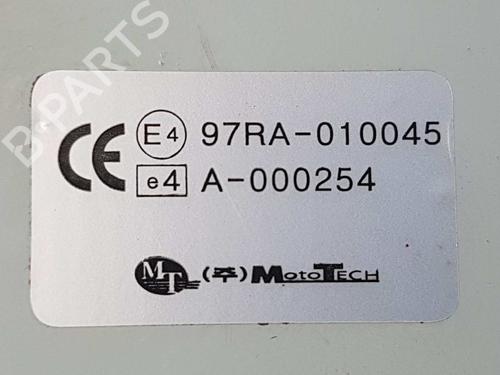 B-PARTS
CE E4 97RA-010045
e4 A-000254
MT (주) MOTOTECH